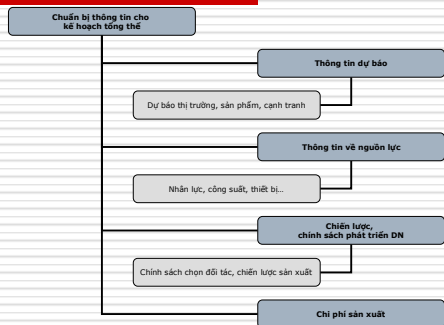 Chuẩn bị thông tin cho
kế hoạch tổng thể
Thông tin dự báo
Dự báo thị trường, sản phẩm, cạnh tranh
Thông tin về nguồn lực
Nhân lực, công suất, thiết bị...
Chiến lược,
chính sách phát triển DN
Chính sách chọn đối tác, chiến lược sản xuất
Chi phí sản xuất